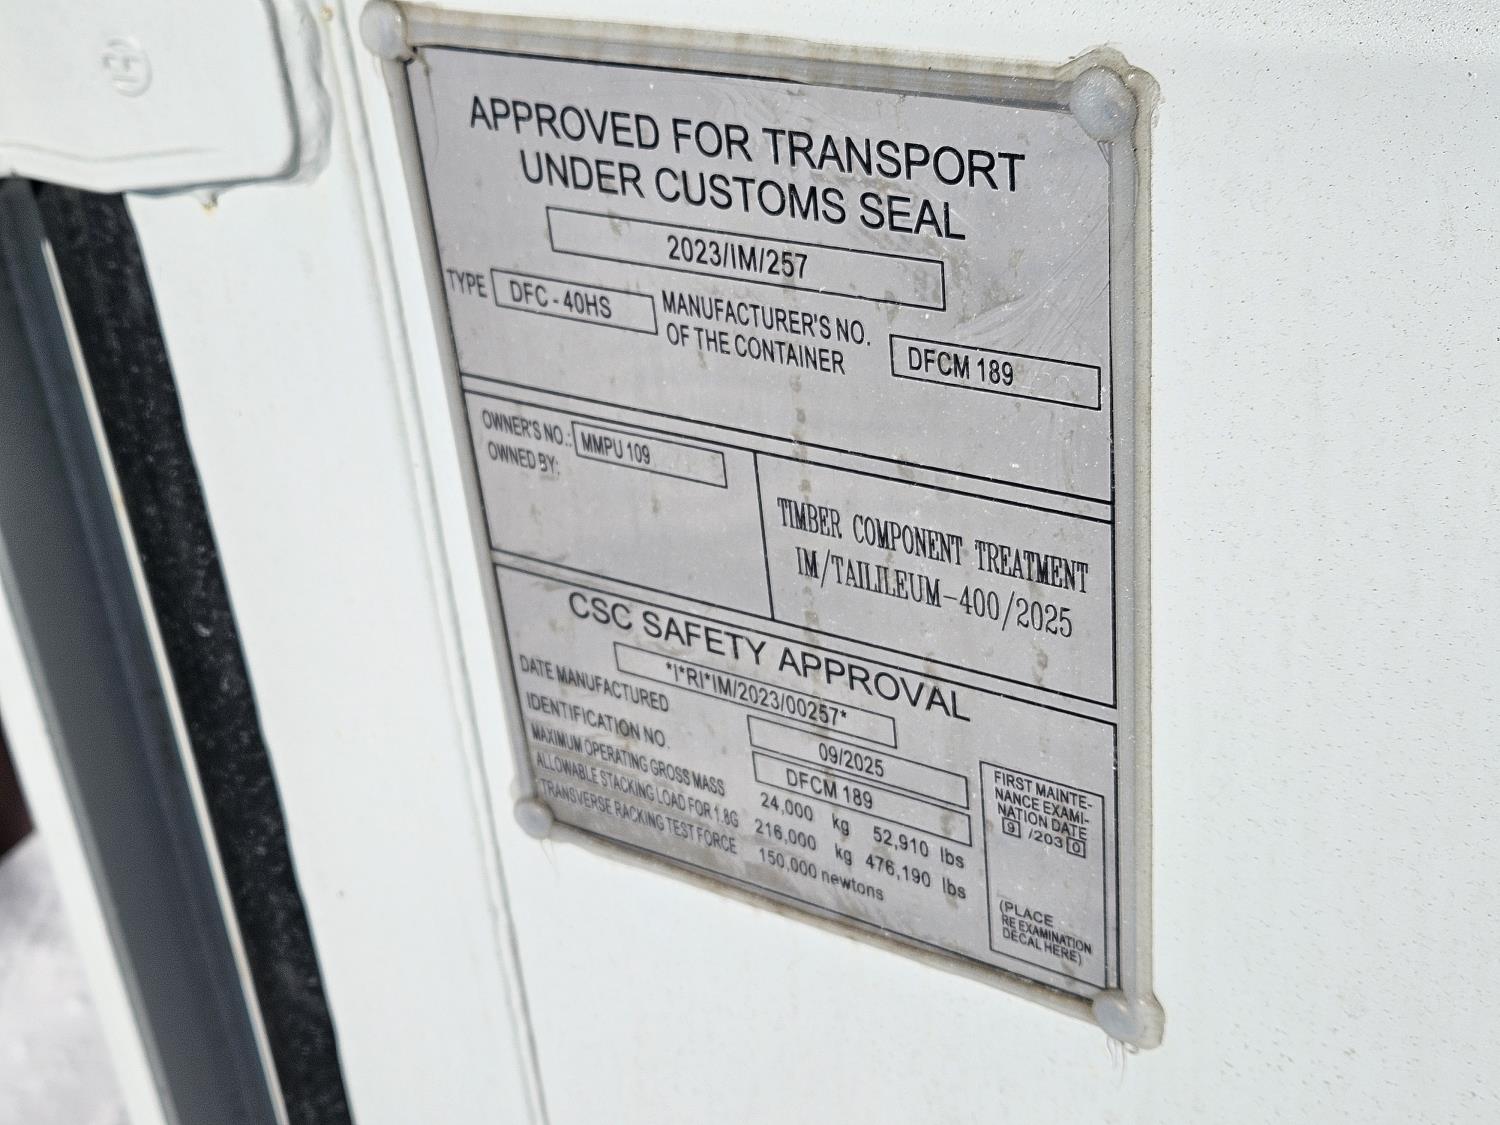 APPROVED FOR TRANSPORT
UNDER CUSTOMS SEAL
2023/IM/257
TYPE DFC - 40HS MANUFACTURER'S NO. OF THE CONTAINER DFCM 189
OWNER'S NO.: MMPU 109
OWNED BY:
TIMBER COMPONENT TREATMENT
IM/TAILILEUM-400/2025
CSC SAFETY APPROVAL
*I*RI*IM/2023/00257*
DATE MANUFACTURED 09/2025
IDENTIFICATION NO. DFCM 189
MAXIMUM OPERATING GROSS MASS 24,000 kg 52,910 lbs
ALLOWABLE STACKING LOAD FOR 1.8G 216,000 kg 476,190 lbs
TRANSVERSE RACKING TEST FORCE 150,000 newtons
FIRST MAINTE-
NANCE EXAMI-
NATION DATE
9 /203 0
(PLACE
RE EXAMINATION
DECAL HERE)